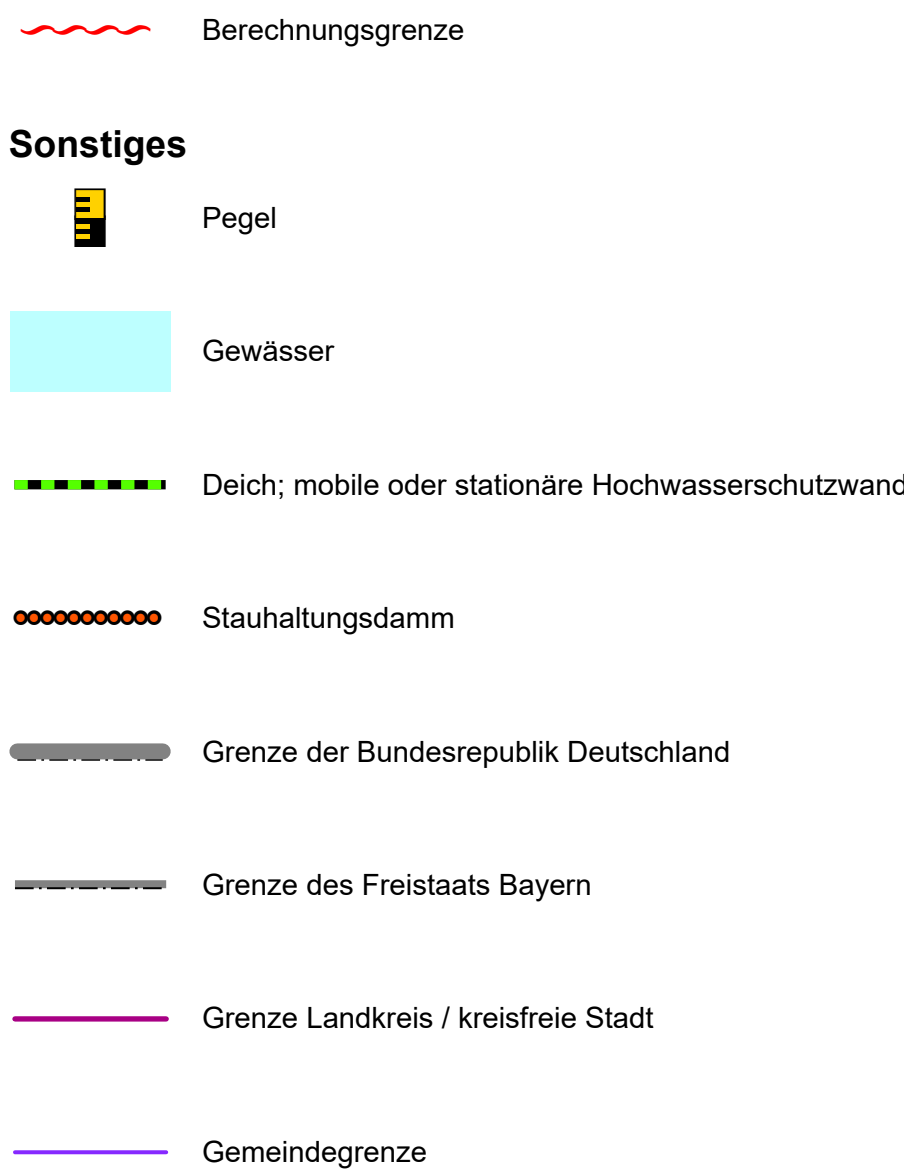 Berechnungsgrenze
Sonstiges
Pegel
Gewässer
Deich; mobile oder stationäre Hochwasserschutzwand
Stauhaltungsdamm
Grenze der Bundesrepublik Deutschland
Grenze des Freistaats Bayern
Grenze Landkreis / kreisfreie Stadt
Gemeindegrenze